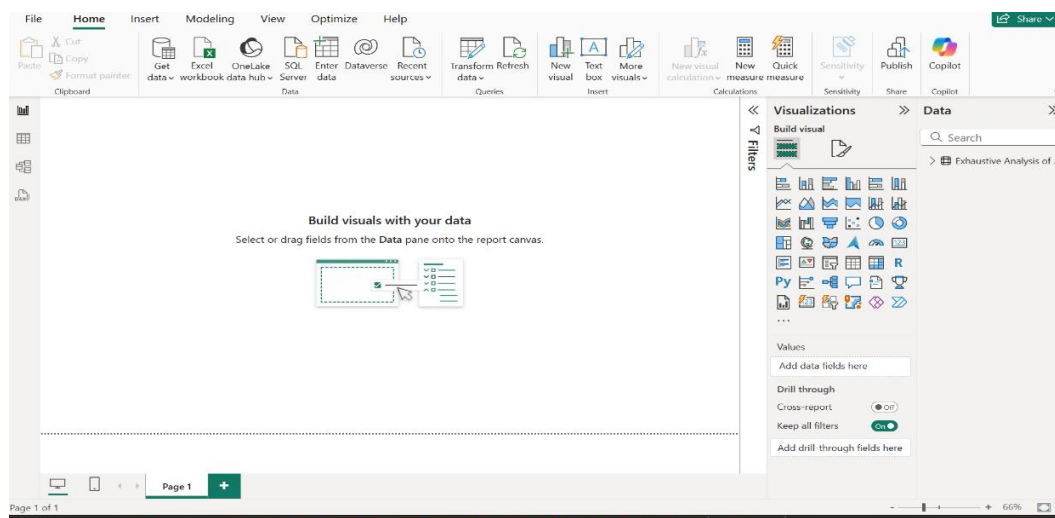 File Home Insert Modeling View Optimize Help Share
Paste Cut Copy Format painter
Get data Excel workbook OneLake data hub SQL Server Enter data Dataverse Recent sources Transform data Refresh New visual Text box More visuals New visual calculation New measure Quick measure Sensitivity Publish Copilot
Clipboard Data Queries Insert Calculations Sensitivity Share Copilot
Filters
Visualizations
Build visual
Values
Add data fields here
Drill through
Cross-report Off
Keep all filters On
Add drill-through fields here
Data
Search
Exhaustive Analysis of ...
Build visuals with your data
Select or drag fields from the Data pane onto the report canvas.
Page 1
Page 1 of 1
66%